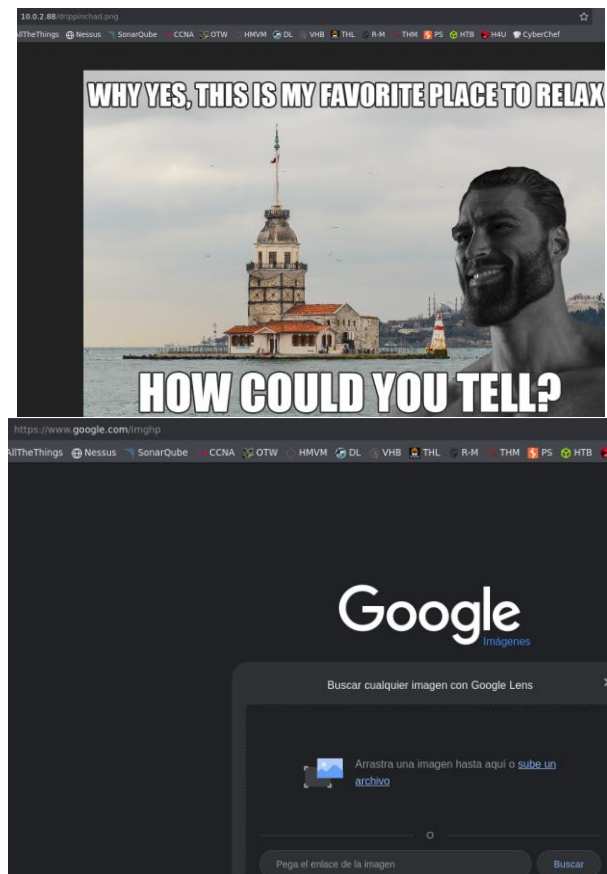 10.0.2.88/drippinchad.png
AllTheThings Nessus SonarQube CCNA OTW HMVM DL VHB THL R-M THM PS HTB H4U CyberChef
WHY YES, THIS IS MY FAVORITE PLACE TO RELAX
HOW COULD YOU TELL?
https://www.google.com/imghp
AllTheThings Nessus SonarQube CCNA OTW HMVM DL VHB THL R-M THM PS HTB
Google
Imágenes
Buscar cualquier imagen con Google Lens
Arrastra una imagen hasta aquí o sube un
archivo
O
Pega el enlace de la imagen Buscar